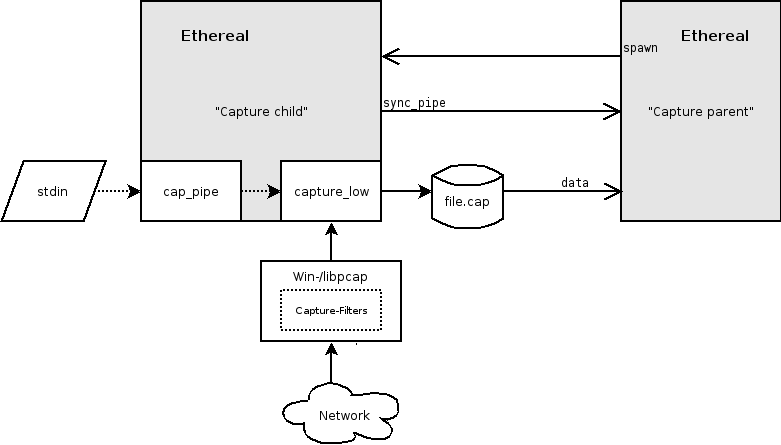 Ethereal
Ethereal
spawn
sync_pipe
"Capture child"
"Capture parent"
stdin
cap_pipe
capture_low
file.cap
data
Win-/libpcap
Capture-Filters
Network